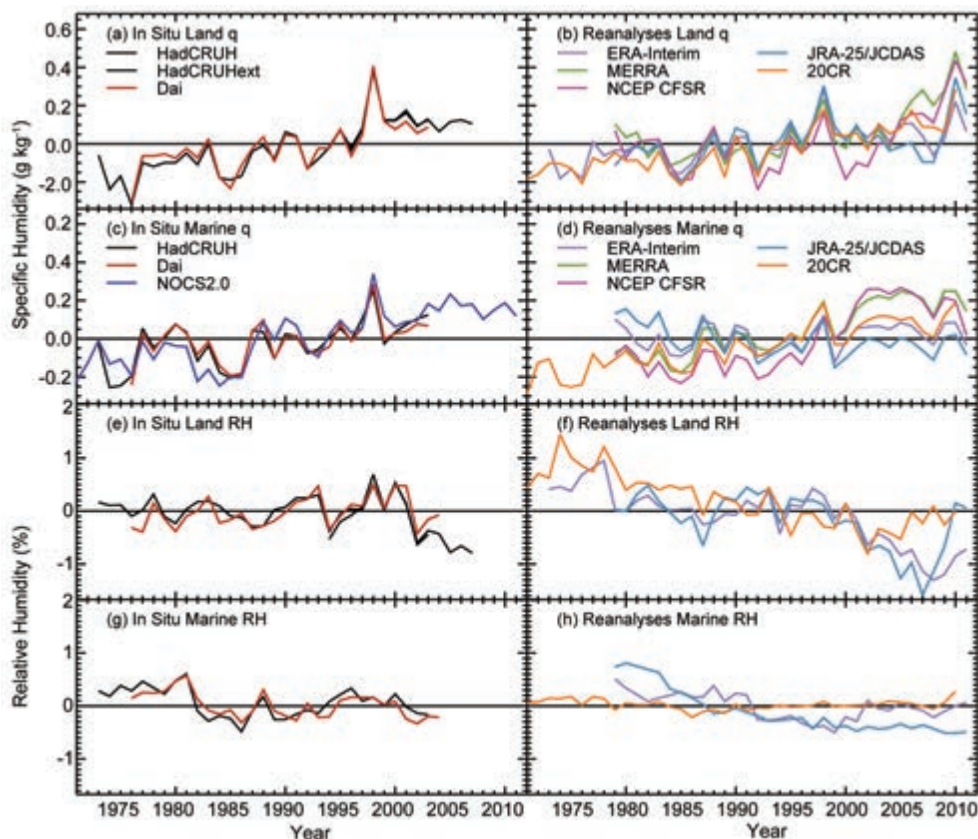 (a) In Situ Land q
HadCRUH
HadCRUHext
Dai
(b) Reanalyses Land q
ERA-Interim
MERRA
NCEP CFSR
JRA-25/JCDAS
20CR
0.6
0.4
0.2
0.0
-2.0
Specific Humidity (g kg-1)
(c) In Situ Marine q
HadCRUH
Dai
NOCS2.0
(d) Reanalyses Marine q
ERA-Interim
MERRA
NCEP CFSR
JRA-25/JCDAS
20CR
0.2
0.2
0.0
-0.2
(e) In Situ Land RH
(f) Reanalyses Land RH
2
1
0
-1
Relative Humidity (%)
(g) In Situ Marine RH
(h) Reanalyses Marine RH
2
1
0
-1
1975 1980 1985 1990 1995 2000 2005 2010
1975 1980 1985 1990 1995 2000 2005 2010
Year
Year